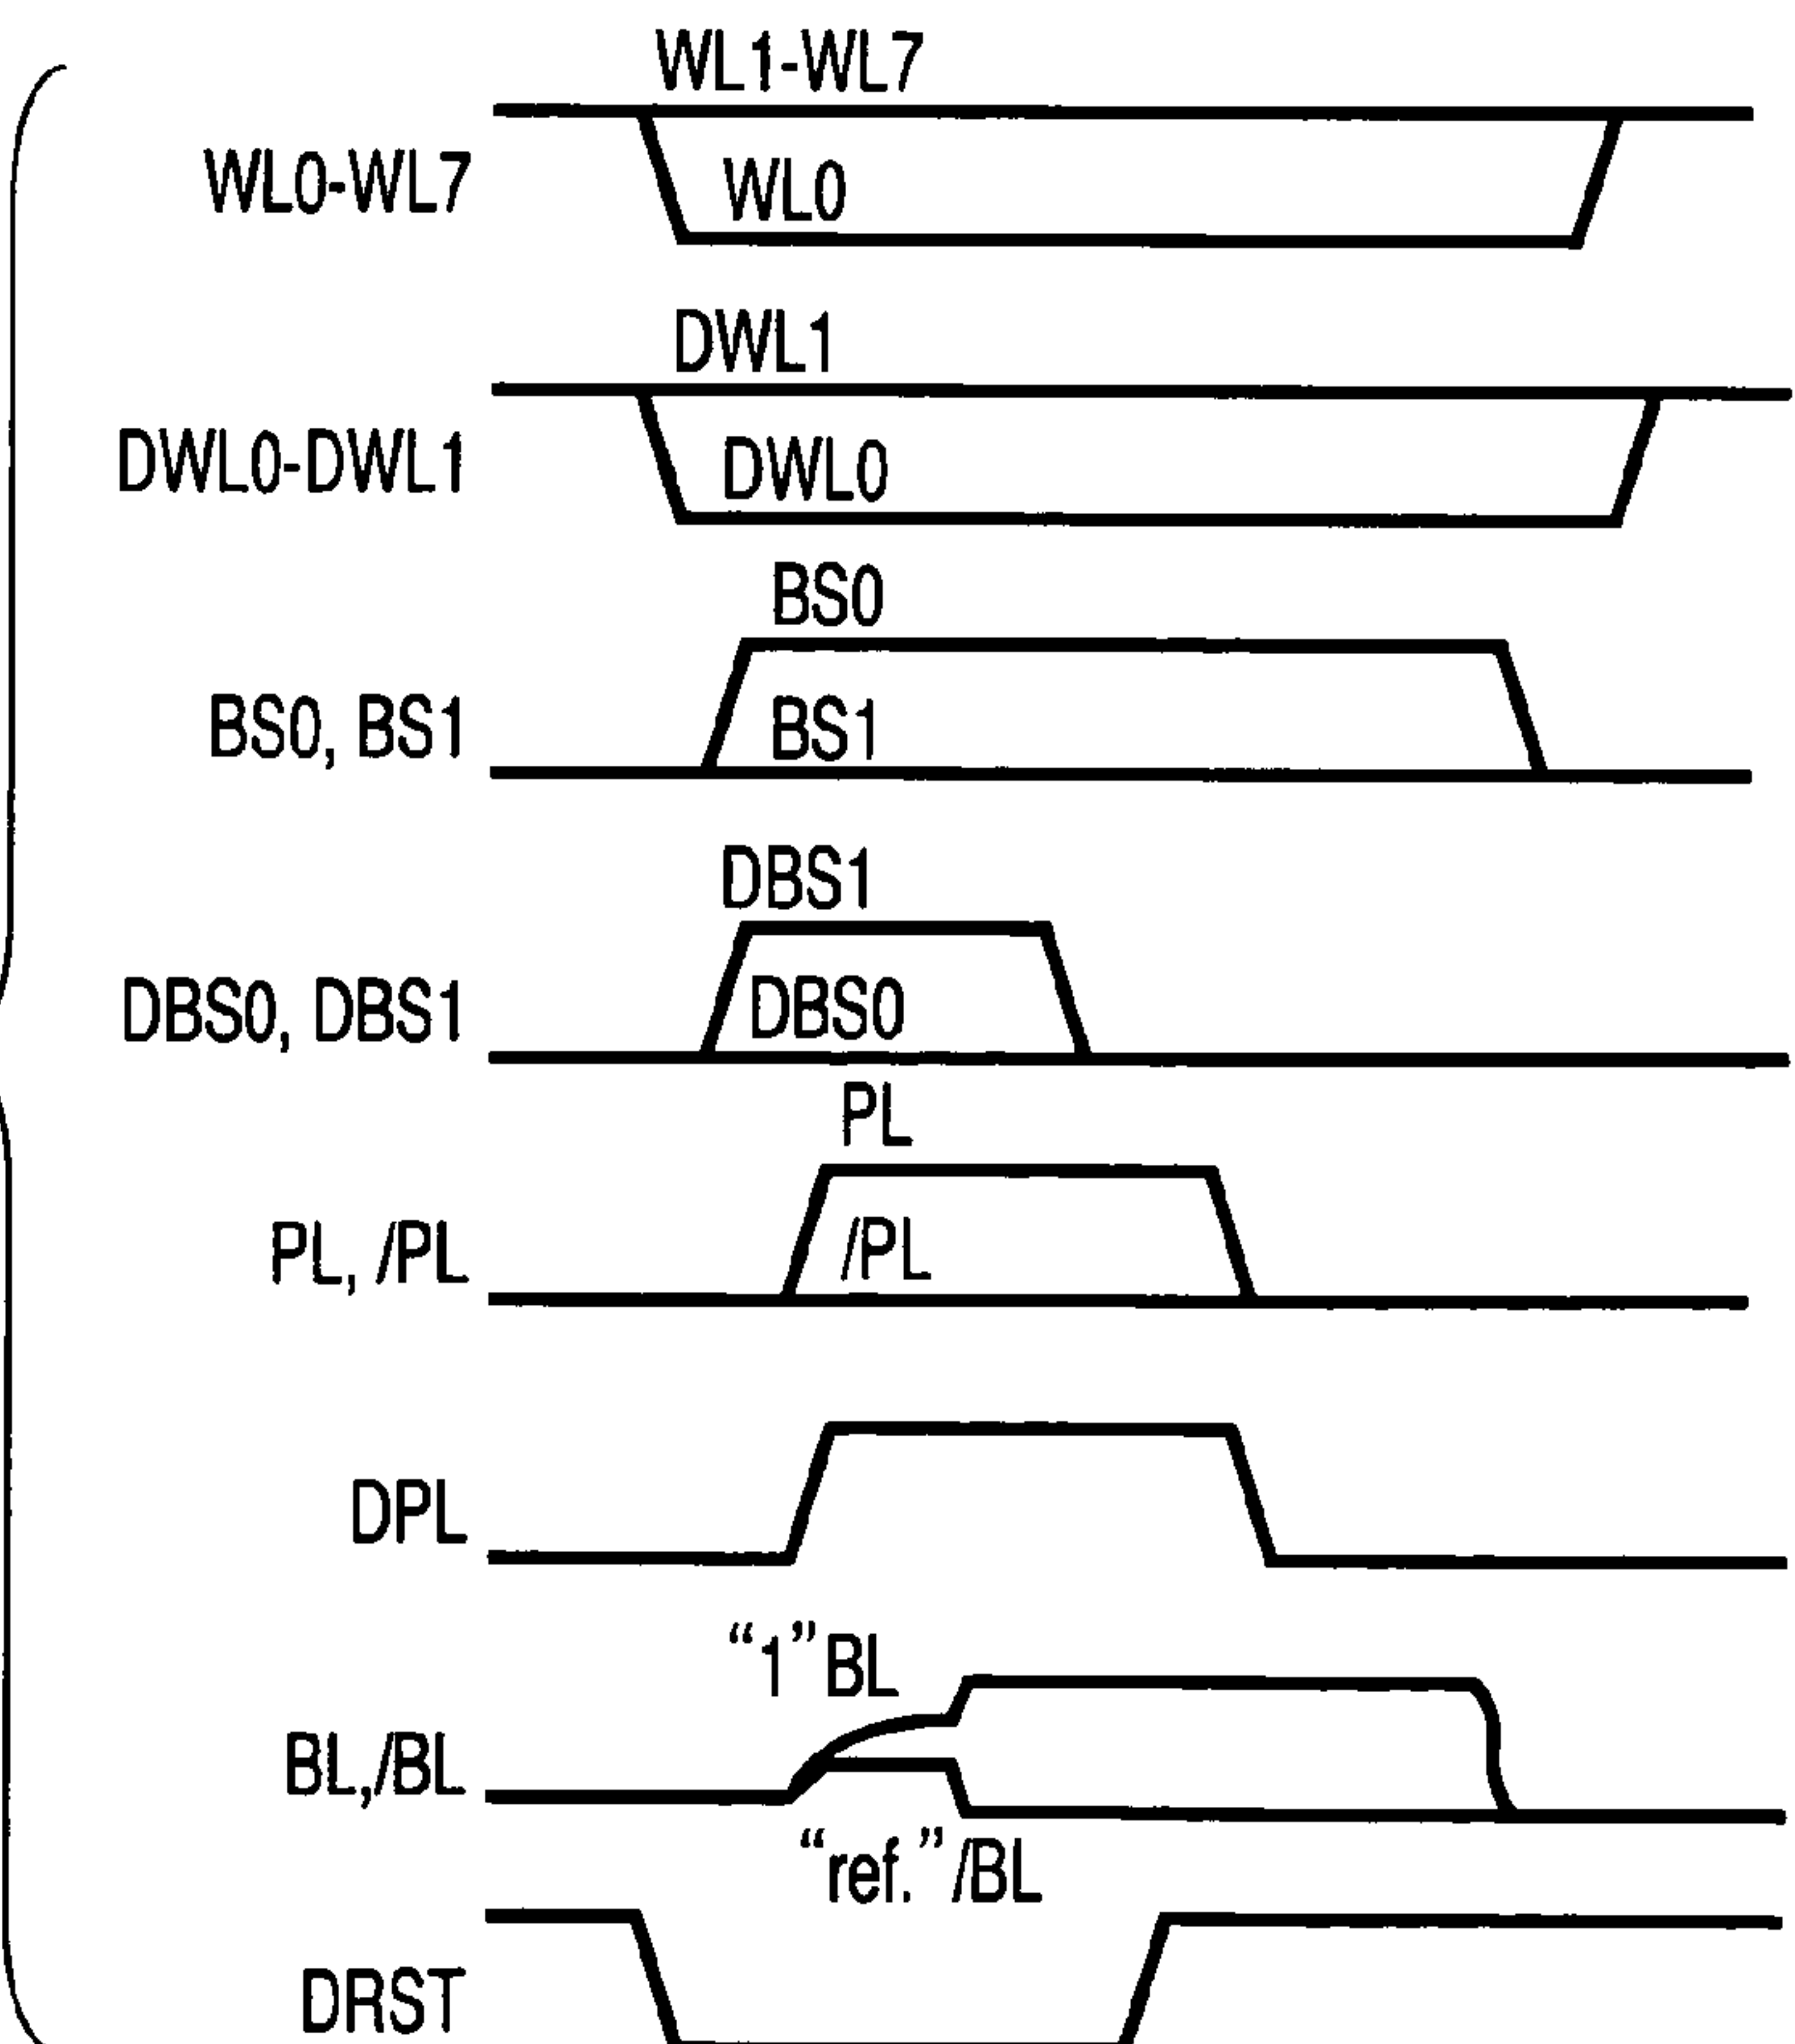 WL1-WL7
WL0-WL7
WL0
DWL1
DWL0-DWL1
DWL0
BS0
BS0, BS1
BS1
DBS1
DBS0, DBS1
DBS0
PL
PL, /PL
/PL
DPL
“1”BL
BL,/BL
“ref.”/BL
DRST